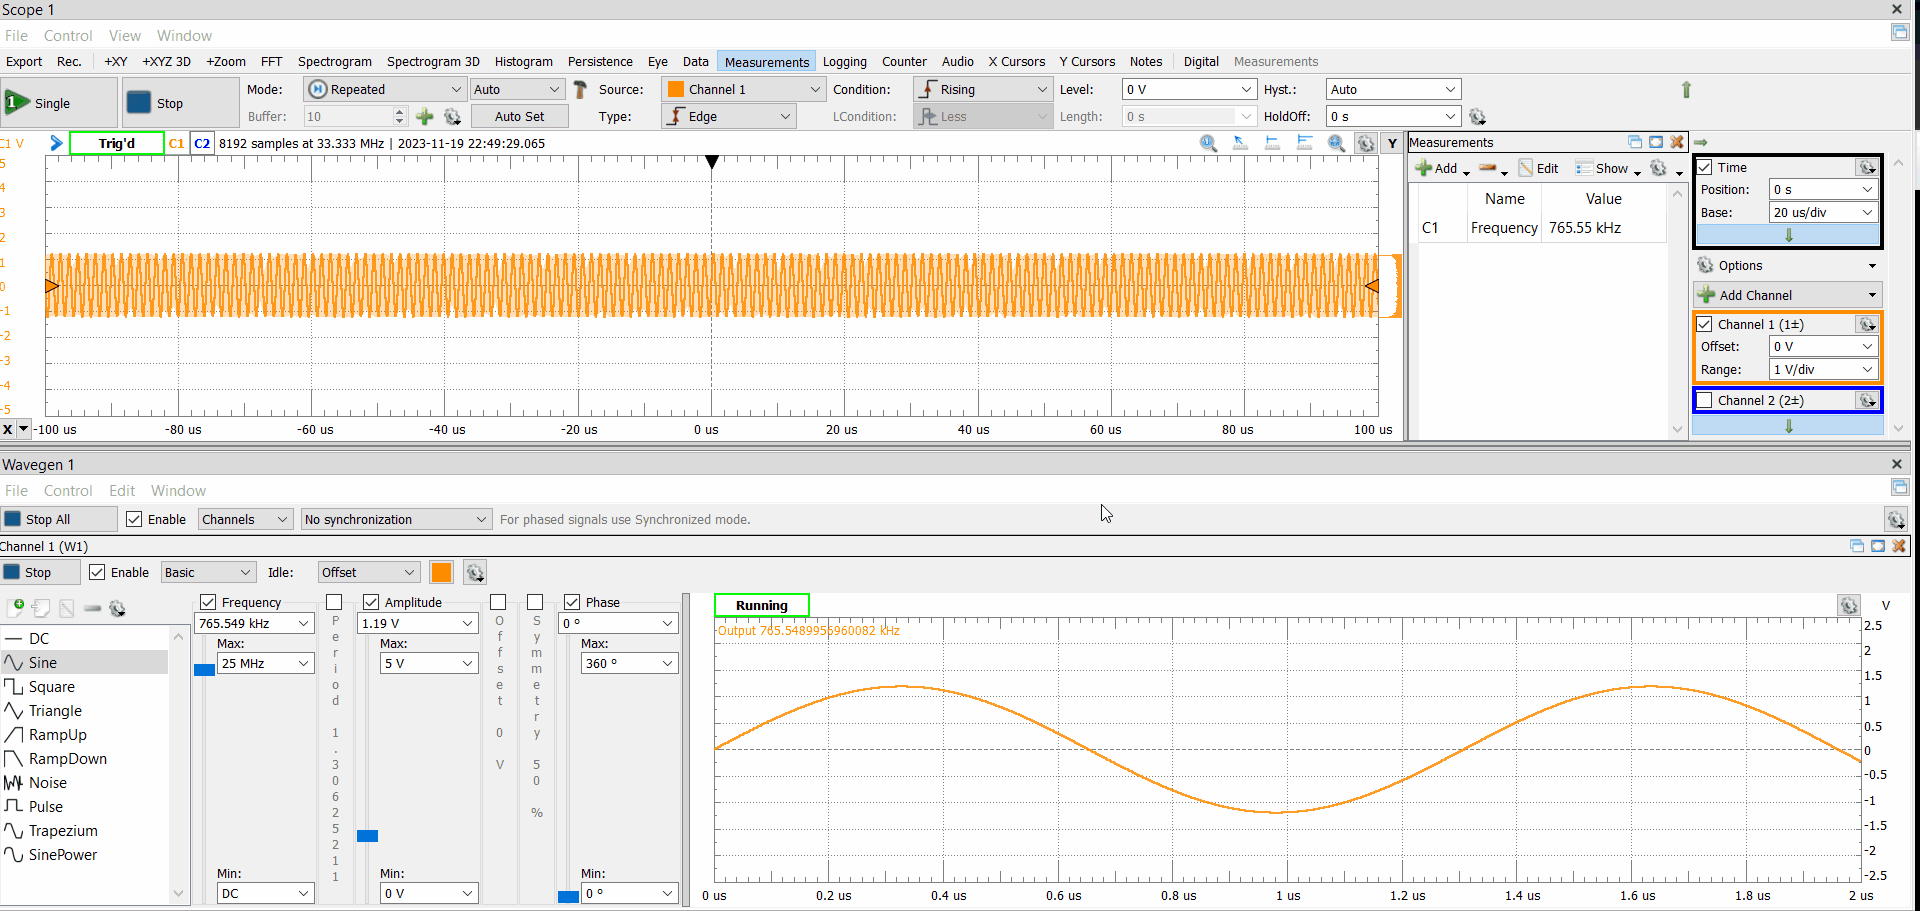 Scope 1
File Control View Window
Export Rec. +XY +XYZ 3D +Zoom FFT Spectrogram Spectrogram 3D Histogram Persistence Eye Data Measurements Logging Counter Audio X Cursors Y Cursors Notes Digital Measurements
1 Single Stop Mode: Repeated Auto Source: Channel 1 Condition: Rising Level: 0 V Hyst.: Auto
Buffer: 10 Auto Set Type: Edge LCondition: Less Length: 0 s HoldOff: 0 s
C1 V Trig'd C1 C2 8192 samples at 33.333 MHz | 2023-11-19 22:49:29.065 Y
5
4
3
2
1
0
-1
-2
-3
-4
-5
X -100 us -80 us -60 us -40 us -20 us 0 us 20 us 40 us 60 us 80 us 100 us
Measurements
Add Edit Show
Name Value
C1 Frequency 765.55 kHz
Time
Position: 0 s
Base: 20 us/div
Options
Add Channel
Channel 1 (1±)
Offset: 0 V
Range: 1 V/div
Channel 2 (2±)
Wavegen 1
File Control Edit Window
Stop All Enable Channels No synchronization For phased signals use Synchronized mode.
Channel 1 (W1)
Stop Enable Basic Idle: Offset
DC
Sine
Square
Triangle
RampUp
RampDown
Noise
Pulse
Trapezium
SinePower
Frequency
765.549 kHz
Max:
25 MHz
Min:
DC
Period 1.30625211
Amplitude
1.19 V
Max:
5 V
Min:
0 V
Offset 0 V
Symmetry 50 %
Phase
0 º
Max:
360 º
Min:
0 º
Running V
Output 765.5489956960082 kHz
2.5
2
1.5
1
0.5
0
-0.5
-1
-1.5
-2
-2.5
0 us 0.2 us 0.4 us 0.6 us 0.8 us 1 us 1.2 us 1.4 us 1.6 us 1.8 us 2 us